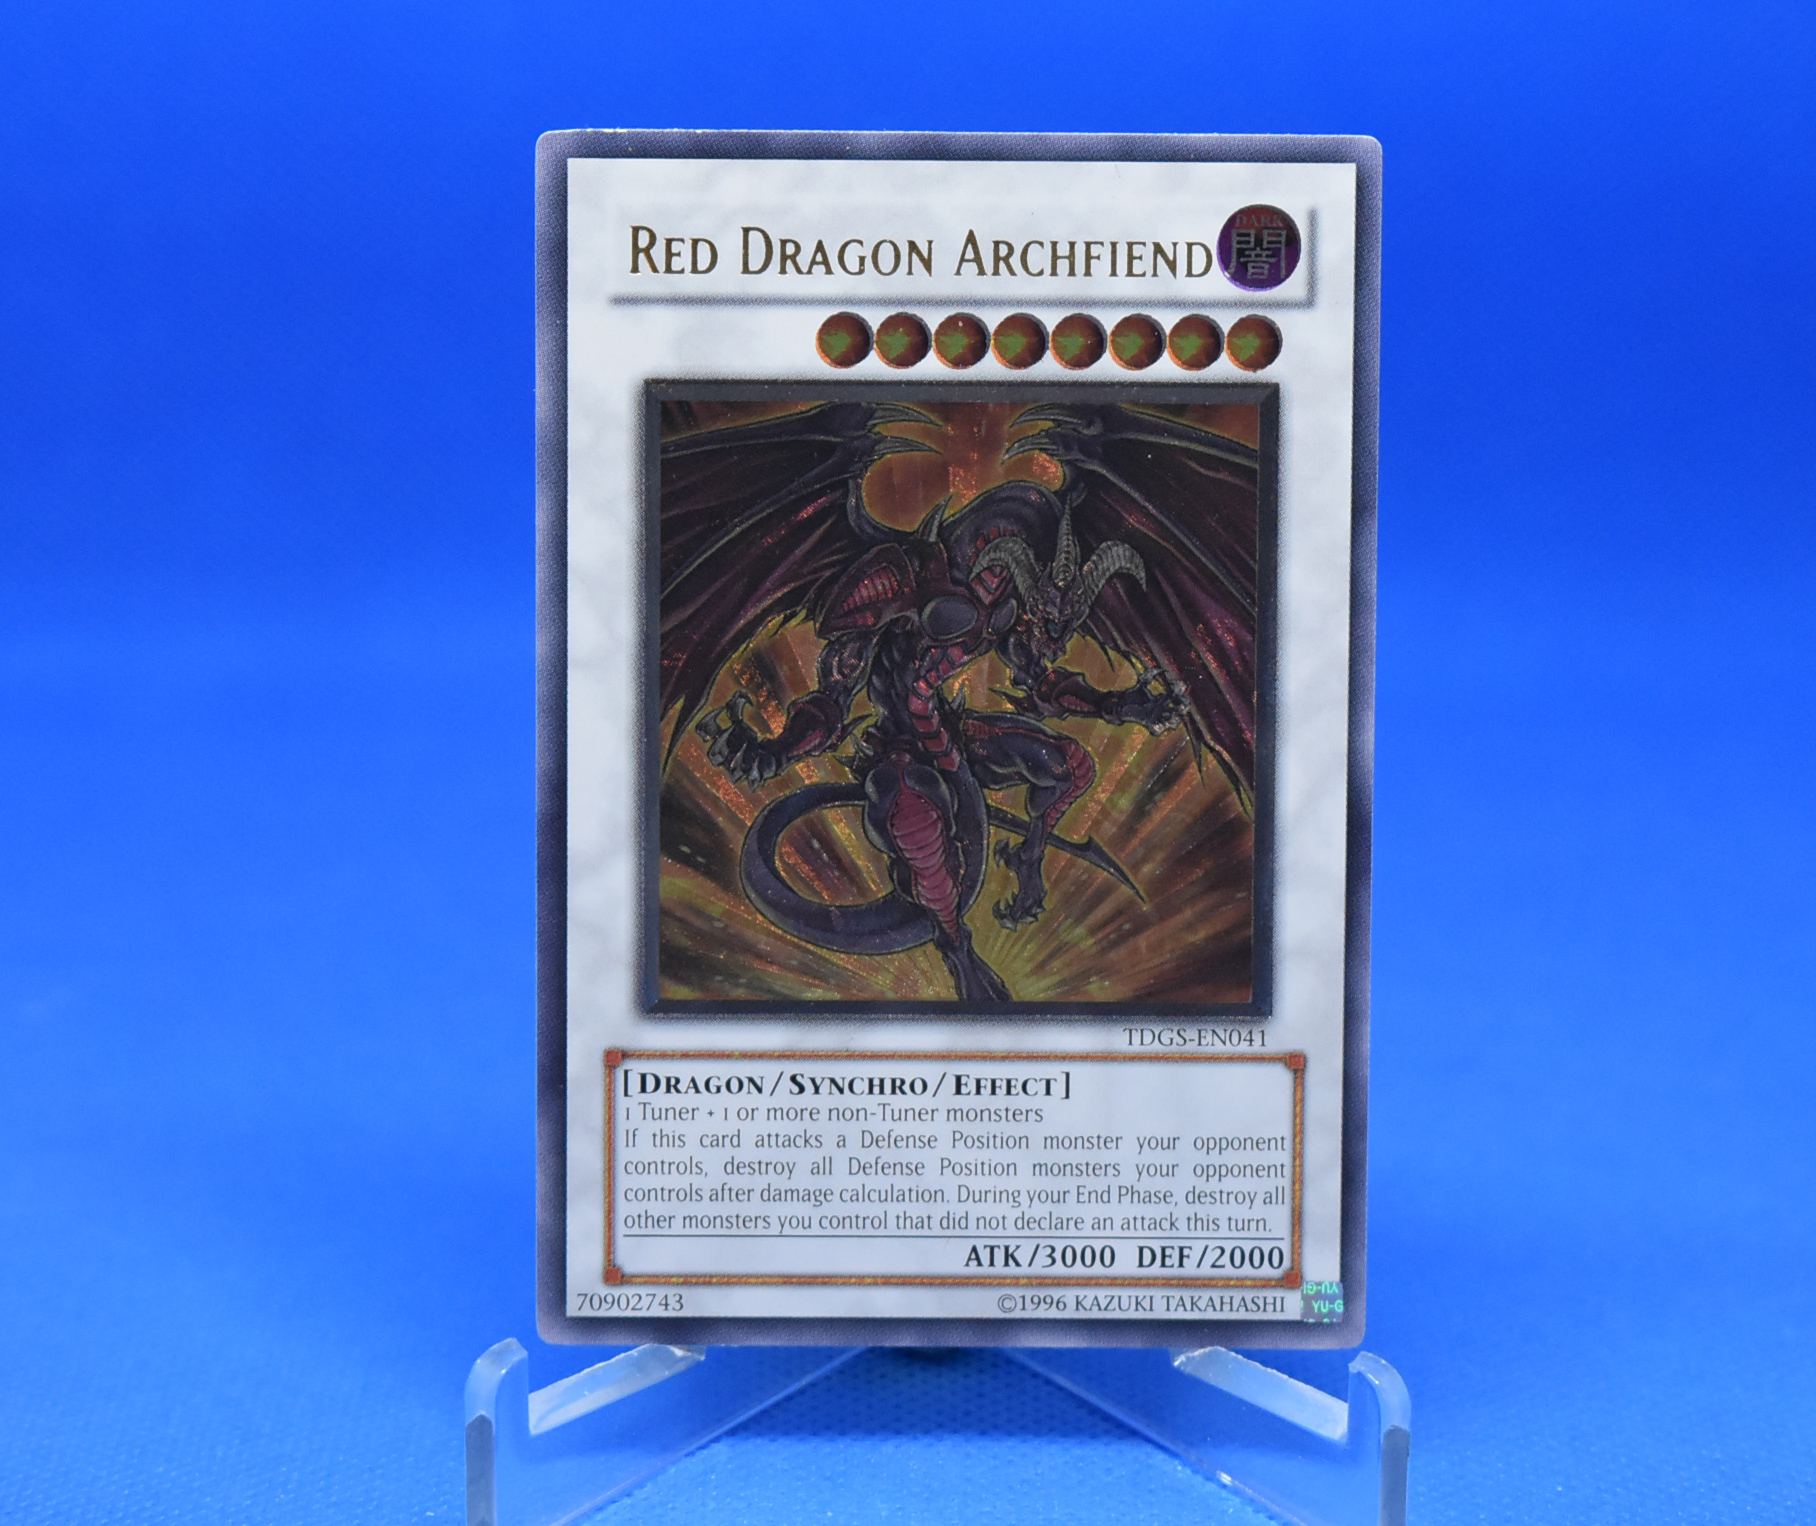 RED DRAGON ARCHFIEND
DARK
闇
TDGS-EN041
[DRAGON/SYNCHRO/EFFECT]
1 Tuner + 1 or more non-Tuner monsters
If this card attacks a Defense Position monster your opponent
controls, destroy all Defense Position monsters your opponent
controls after damage calculation. During your End Phase, destroy all
other monsters you control that did not declare an attack this turn.
ATK/3000 DEF/2000
70902743
©1996 KAZUKI TAKAHASHI
YU-G